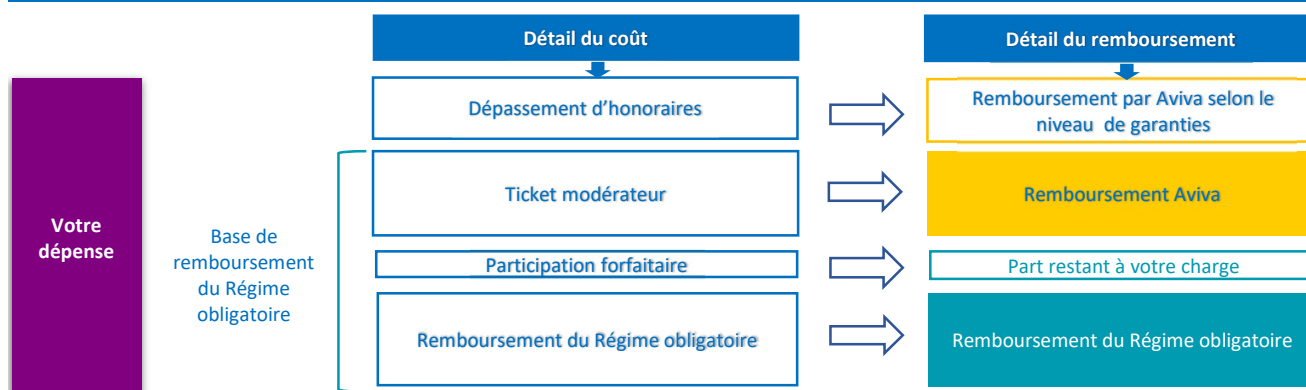 Détail du coût
Détail du remboursement
Dépassement d'honoraires
Remboursement par Aviva selon le
niveau de garanties
Votre
dépense
Base de
remboursement
du Régime
obligatoire
Ticket modérateur
Remboursement Aviva
Participation forfaitaire
Part restant à votre charge
Remboursement du Régime obligatoire
Remboursement du Régime obligatoire